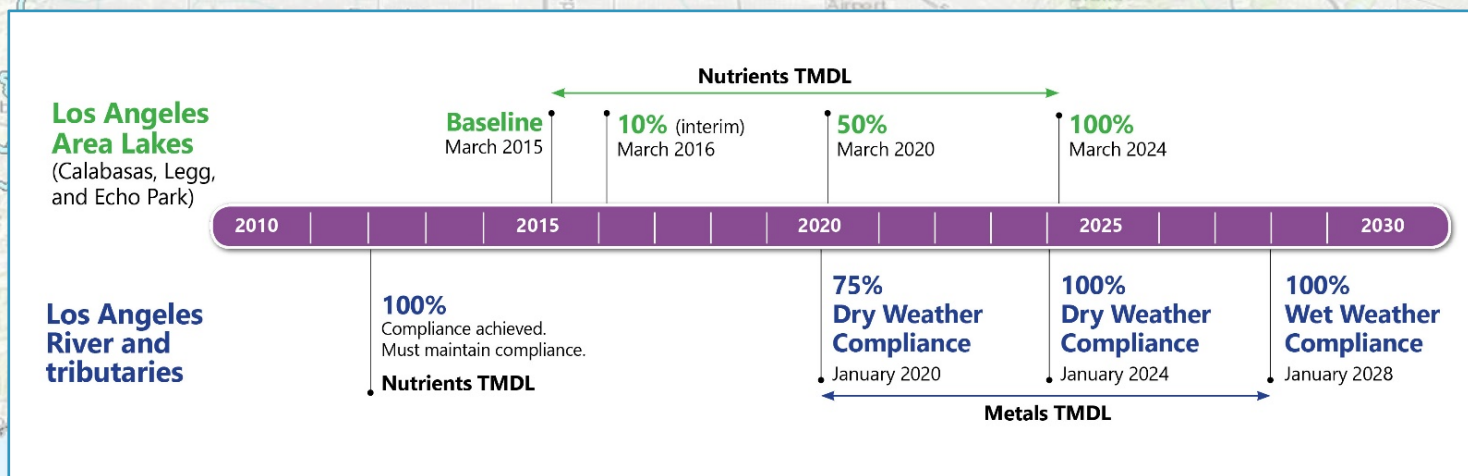 Airport
Nutrients TMDL
Los Angeles
Area Lakes
(Calabasas, Legg,
and Echo Park)
Baseline
March 2015
10% (interim)
March 2016
50%
March 2020
100%
March 2024
2010
2015
2020
2025
2030
Los Angeles
River and
tributaries
100%
Compliance achieved.
Must maintain compliance.
Nutrients TMDL
75%
Dry Weather
Compliance
January 2020
100%
Dry Weather
Compliance
January 2024
100%
Wet Weather
Compliance
January 2028
Metals TMDL